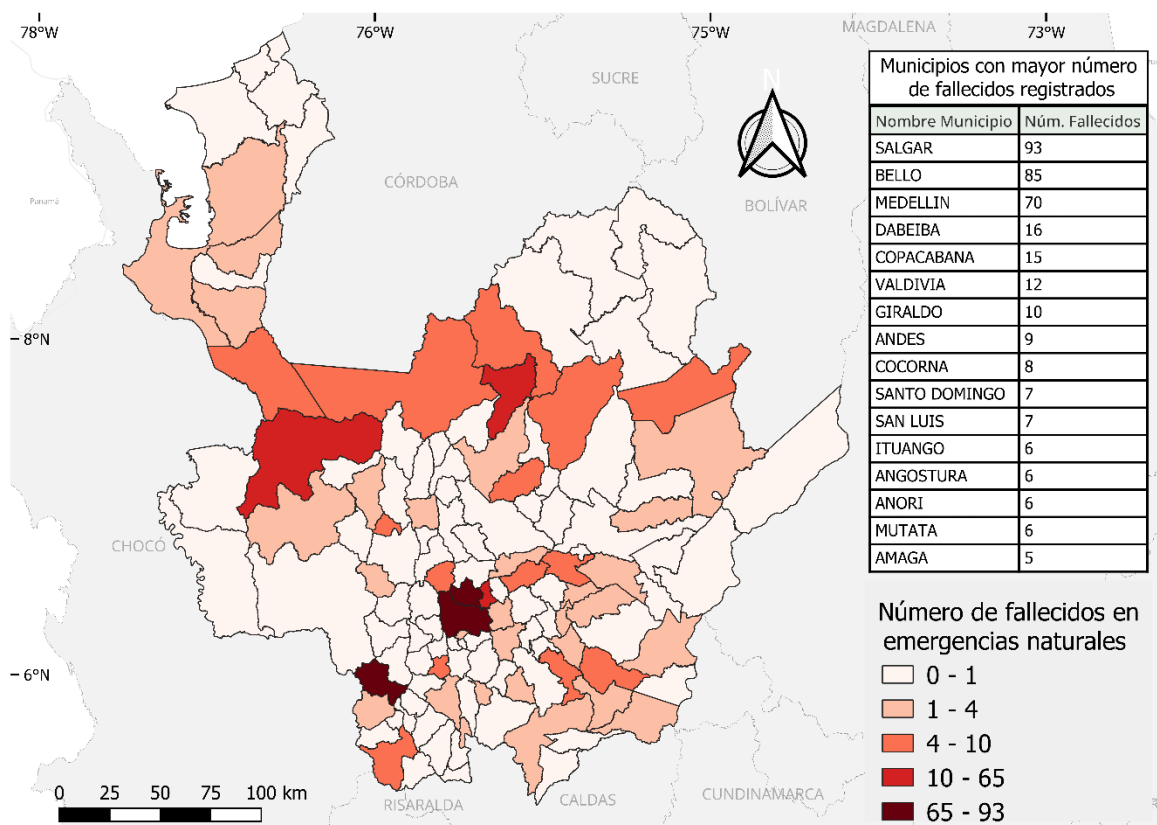 78°W
76°W
75°W
73°W
MAGDALENA
SUCRE
N
CÓRDOBA
BOLÍVAR
Panamá
8°N
CHOCÓ
6°N
RISARALDA
CALDAS
CUNDINAMARCA
0 25 50 75 100 km
Municipios con mayor número
de fallecidos registrados
Nombre Municipio Núm. Fallecidos
SALGAR 93
BELLO 85
MEDELLIN 70
DABEIBA 16
COPACABANA 15
VALDIVIA 12
GIRALDO 10
ANDES 9
COCORNA 8
SANTO DOMINGO 7
SAN LUIS 7
ITUANGO 6
ANGOSTURA 6
ANORI 6
MUTATA 6
AMAGA 5
Número de fallecidos en
emergencias naturales
0 - 1
1 - 4
4 - 10
10 - 65
65 - 93